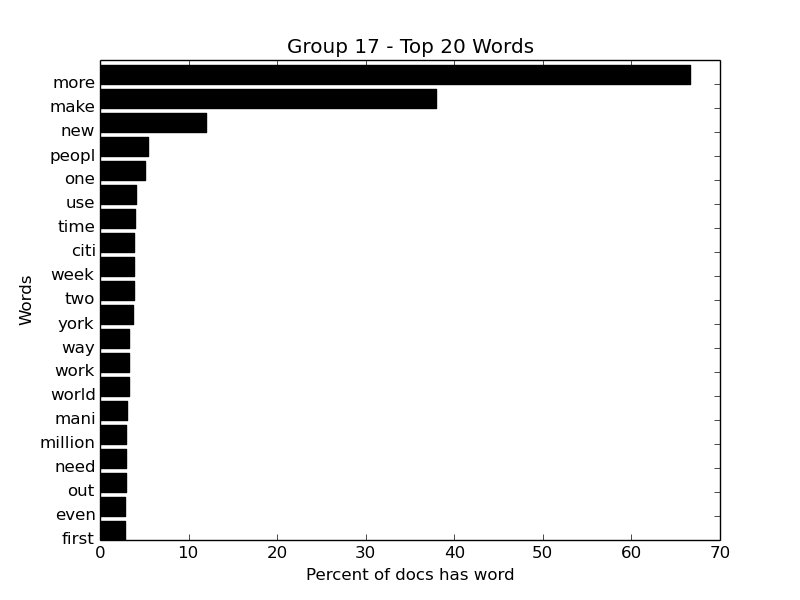 Group 17 - Top 20 Words
more
make
new
peopl
one
use
time
citi
week
two
york
way
work
world
mani
million
need
out
even
first
Words
0 10 20 30 40 50 60 70
Percent of docs has word